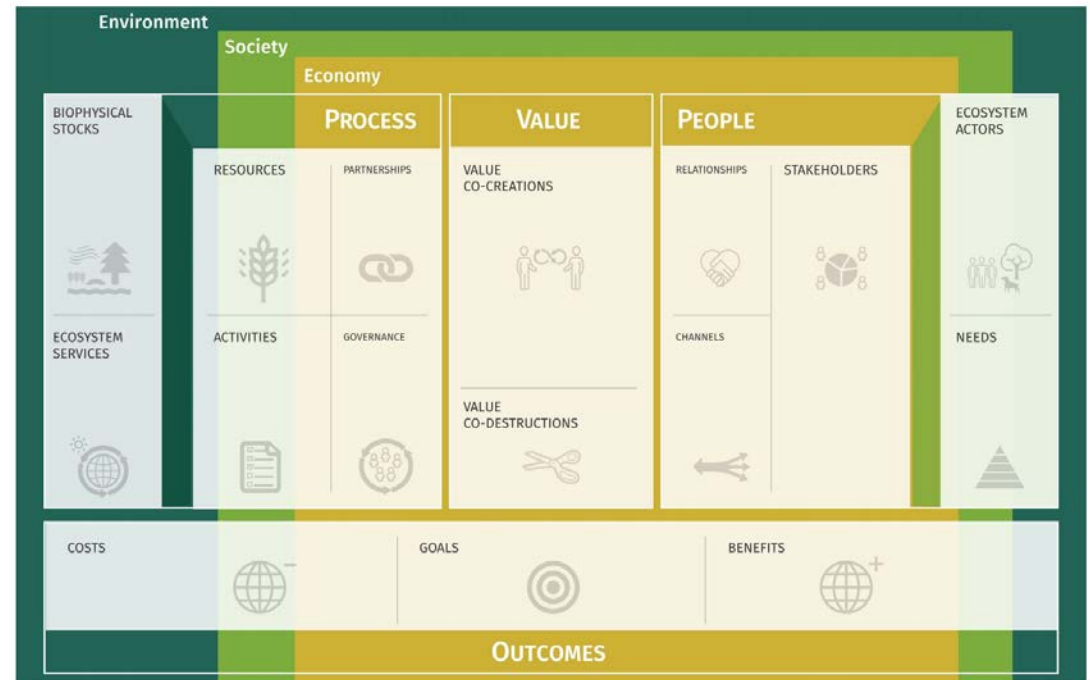 Environment
Society
Economy
BIOPHYSICAL
STOCKS
PROCESS
VALUE
PEOPLE
ECOSYSTEM
ACTORS
RESOURCES
PARTNERSHIPS
VALUE
CO-CREATIONS
RELATIONSHIPS
STAKEHOLDERS
ECOSYSTEM
SERVICES
ACTIVITIES
GOVERNANCE
CHANNELS
NEEDS
VALUE
CO-DESTRUCTIONS
COSTS
GOALS
BENEFITS
OUTCOMES